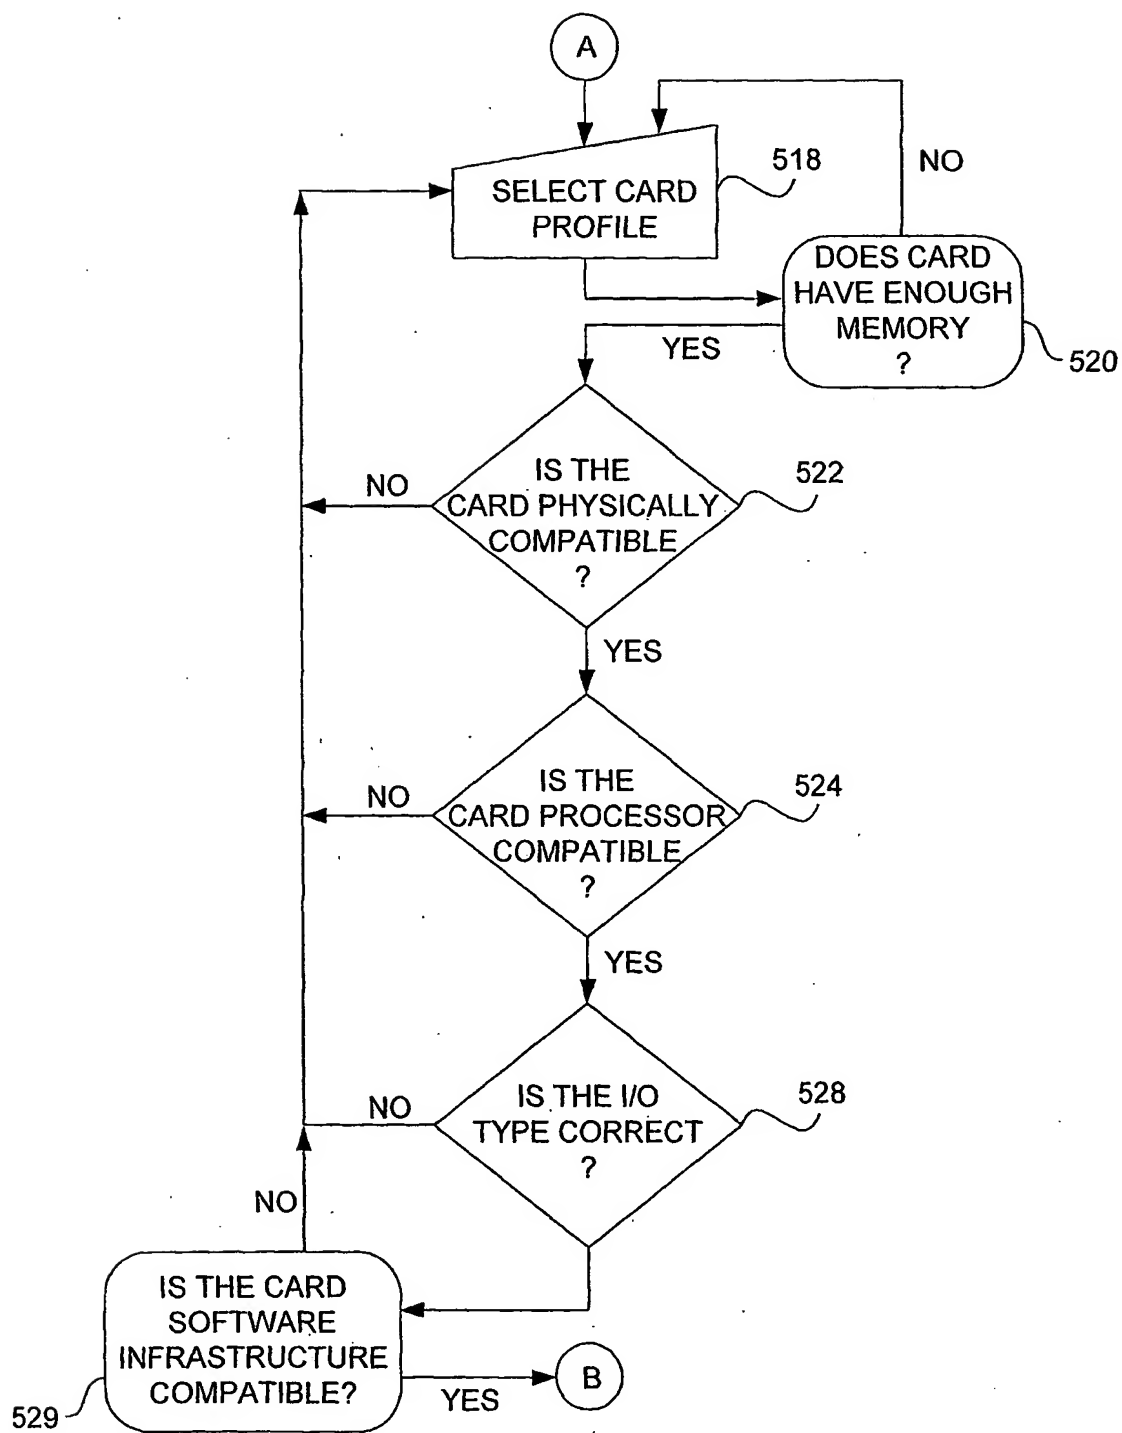 A
NO
518
SELECT CARD
PROFILE
DOES CARD
HAVE ENOUGH
MEMORY
?
520
YES
IS THE
CARD PHYSICALLY
COMPATIBLE
?
522
NO
YES
IS THE
CARD PROCESSOR
COMPATIBLE
?
524
NO
YES
IS THE I/O
TYPE CORRECT
?
528
NO
NO
IS THE CARD
SOFTWARE
INFRASTRUCTURE
COMPATIBLE?
529
YES
B